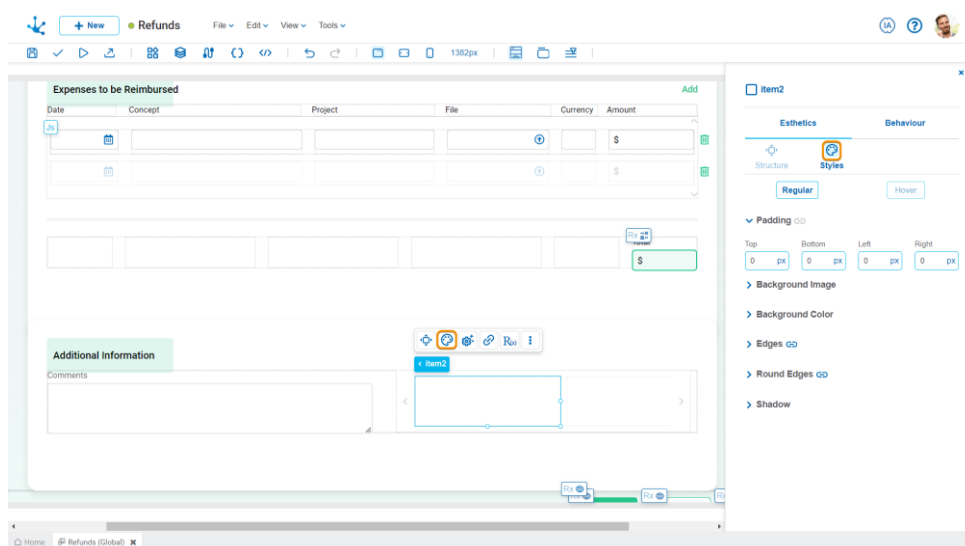 + New
Refunds
File
Edit
View
Tools
IA
?
1382px
Expenses to be Reimbursed
Add
Date
Concept
Project
File
Currency
Amount
Js
$
$
Rx
$
Additional Information
Rx
< Item2
Comments
Rx
Rx
Rx
Home
Refunds (Global)
Item2
Esthetics
Behaviour
Structure
Styles
Regular
Hover
Padding
Top
Bottom
Left
Right
0 px
0 px
0 px
0 px
Background Image
Background Color
Edges
Round Edges
Shadow